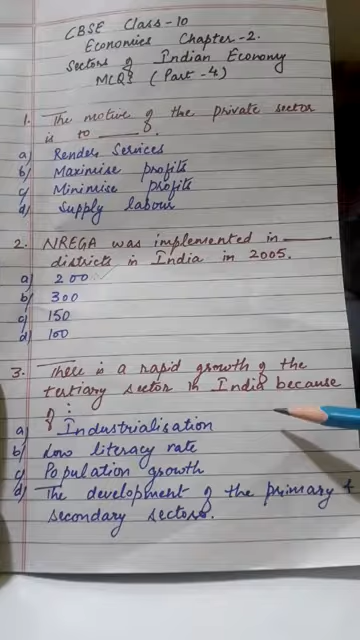 CBSE Class-10
Economics Chapter-2.
Sectors of Indian Economy
MCQs (Part-4)
1. The motive of the private sector
is to ____.
a) Render Services
b) Maximise profits
c) Minimise profits
d) Supply labour
2. NREGA was implemented in ____
districts in India in 2005.
a) 200
b) 300
c) 150
d) 100
3. There is a rapid growth of the
tertiary sector in India because
of :
a) Industrialisation
b) Low literacy rate
c) Population growth
d) The development of the primary +
secondary sectors.